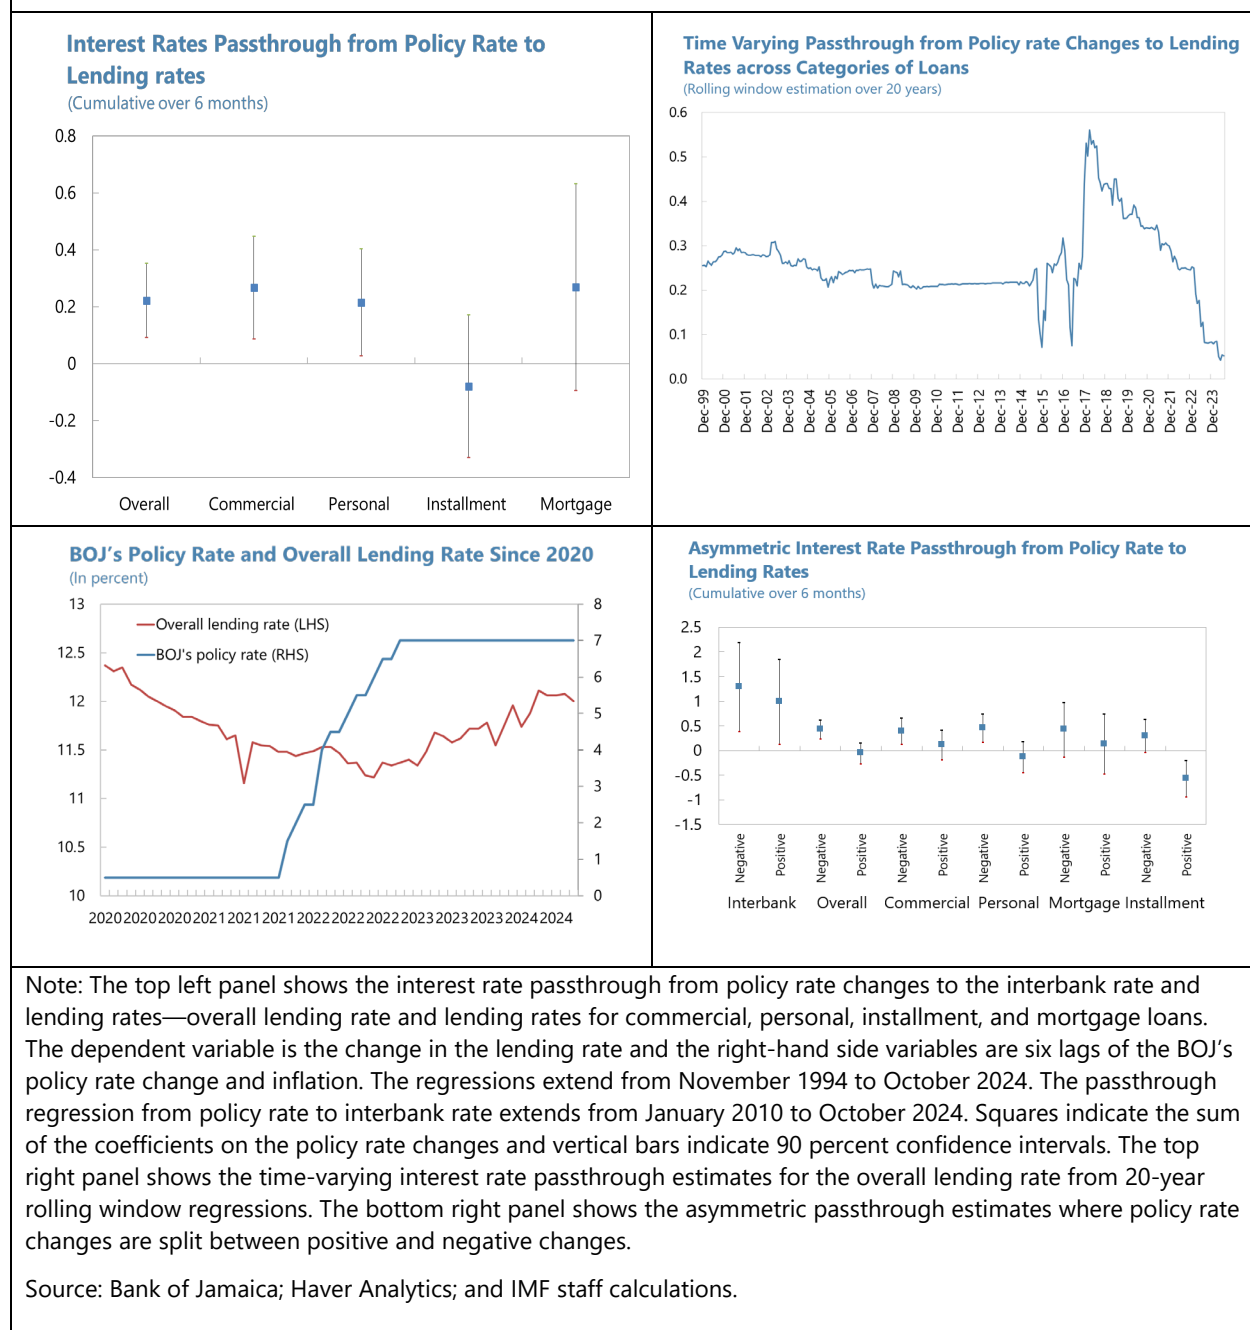 Interest Rates Passthrough from Policy Rate to
Lending rates
(Cumulative over 6 months)
0.8
0.6
0.4
0.2
0
-0.2
-0.4
Overall Commercial Personal Installment Mortgage
Time Varying Passthrough from Policy rate Changes to Lending
Rates across Categories of Loans
(Rolling window estimation over 20 years)
0.6
0.5
0.4
0.3
0.2
0.1
0.0
Dec-99
Dec-00
Dec-01
Dec-02
Dec-03
Dec-04
Dec-05
Dec-06
Dec-07
Dec-08
Dec-09
Dec-10
Dec-11
Dec-12
Dec-13
Dec-14
Dec-15
Dec-16
Dec-17
Dec-18
Dec-19
Dec-20
Dec-21
Dec-22
Dec-23
BOJ's Policy Rate and Overall Lending Rate Since 2020
(In percent)
13
12.5
12
11.5
11
10.5
10
Overall lending rate (LHS)
BOJ's policy rate (RHS)
8
7
6
5
4
3
2
1
0
2020 2020 2020 2021 2021 2021 2022 2022 2022 2023 2023 2023 2024 2024
Asymmetric Interest Rate Passthrough from Policy Rate to
Lending Rates
(Cumulative over 6 months)
2.5
2
1.5
1
0.5
0
-0.5
-1
-1.5
Negative
Positive
Negative
Positive
Negative
Positive
Negative
Positive
Negative
Positive
Negative
Positive
Interbank Overall Commercial Personal Mortgage Installment
Note: The top left panel shows the interest rate passthrough from policy rate changes to the interbank rate and
lending rates—overall lending rate and lending rates for commercial, personal, installment, and mortgage loans.
The dependent variable is the change in the lending rate and the right-hand side variables are six lags of the BOJ's
policy rate change and inflation. The regressions extend from November 1994 to October 2024. The passthrough
regression from policy rate to interbank rate extends from January 2010 to October 2024. Squares indicate the sum
of the coefficients on the policy rate changes and vertical bars indicate 90 percent confidence intervals. The top
right panel shows the time-varying interest rate passthrough estimates for the overall lending rate from 20-year
rolling window regressions. The bottom right panel shows the asymmetric passthrough estimates where policy rate
changes are split between positive and negative changes.
Source: Bank of Jamaica; Haver Analytics; and IMF staff calculations.